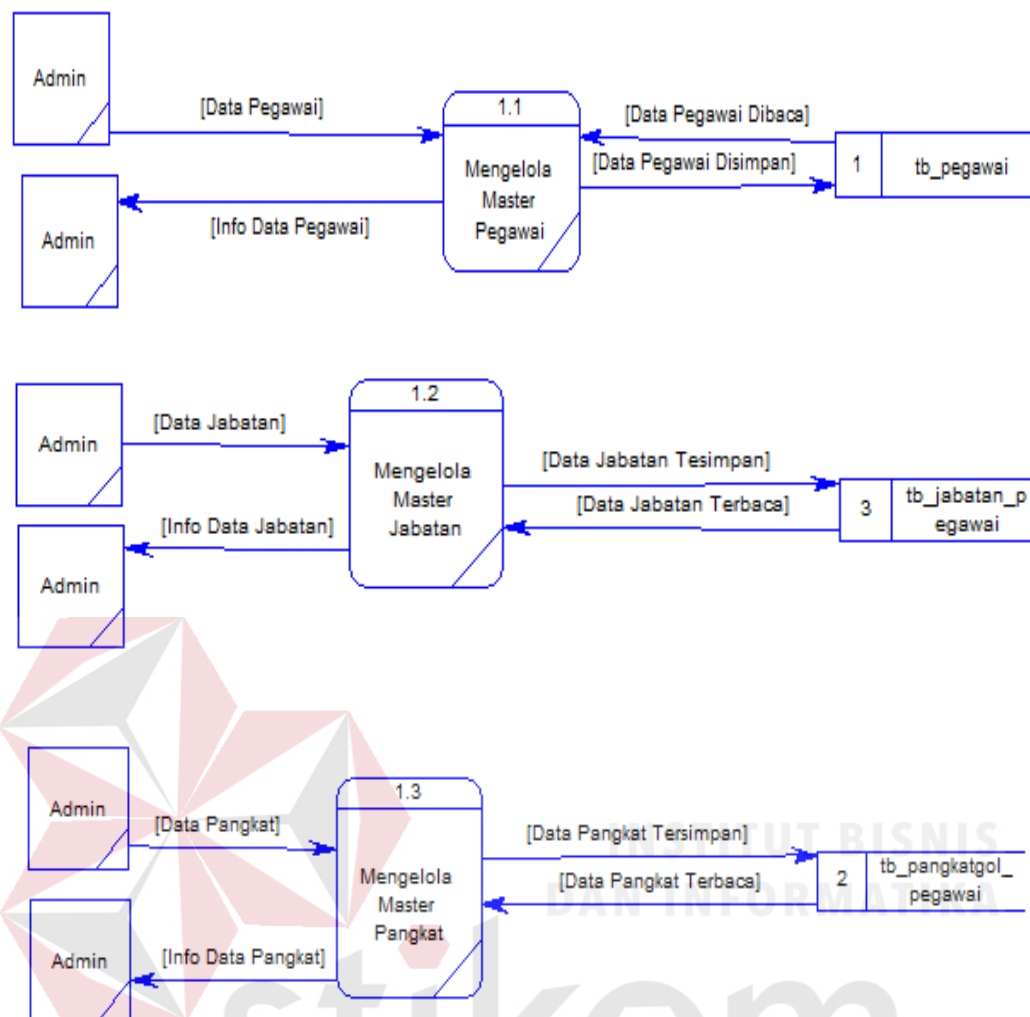 Admin
[Data Pegawai]
1.1
Mengelola
Master
Pegawai
[Data Pegawai Dibaca]
[Data Pegawai Disimpan]
1
tb_pegawai
Admin
[Info Data Pegawai]
Admin
[Data Jabatan]
1.2
Mengelola
Master
Jabatan
[Data Jabatan Tesimpan]
[Data Jabatan Terbaca]
3
tb_jabatan_p
egawai
Admin
[Info Data Jabatan]
Admin
[Data Pangkat]
1.3
Mengelola
Master
Pangkat
[Data Pangkat Tersimpan]
[Data Pangkat Terbaca]
2
tb_pangkatgol_
pegawai
Admin
[Info Data Pangkat]
INSTITUT BISNIS
DAN INFORMATIKA
stikom